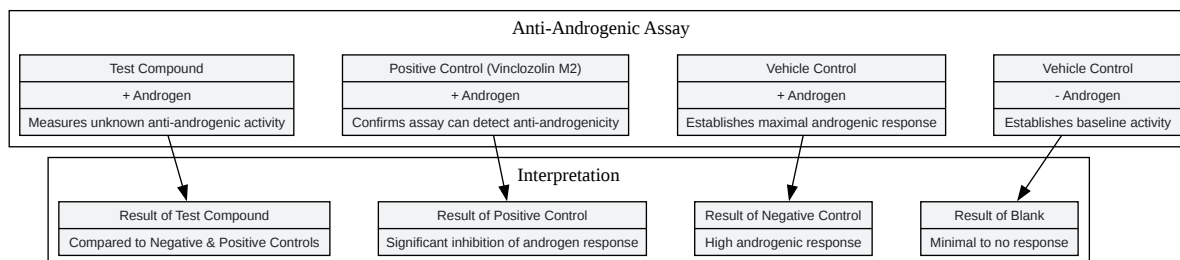 Anti-Androgenic Assay
Test Compound
+ Androgen
Measures unknown anti-androgenic activity
Positive Control (Vinclozolin M2)
+ Androgen
Confirms assay can detect anti-androgenicity
Vehicle Control
+ Androgen
Establishes maximal androgenic response
Vehicle Control
- Androgen
Establishes baseline activity
Interpretation
Result of Test Compound
Compared to Negative & Positive Controls
Result of Positive Control
Significant inhibition of androgen response
Result of Negative Control
High androgenic response
Result of Blank
Minimal to no response